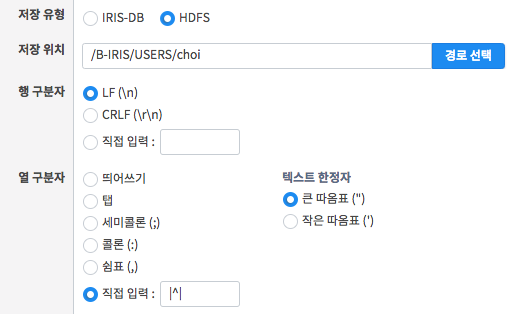 저장 유형 IRIS-DB HDFS
저장 위치 /B-IRIS/USERS/choi 경로 선택
행 구분자 LF (\n)
CRLF (\r\n)
직접 입력 :
열 구분자 띄어쓰기 텍스트 한정자
탭 큰 따옴표 (")
세미콜론 (;) 작은 따옴표 (')
콜론 (:)
쉼표 (,)
직접 입력 : |^|